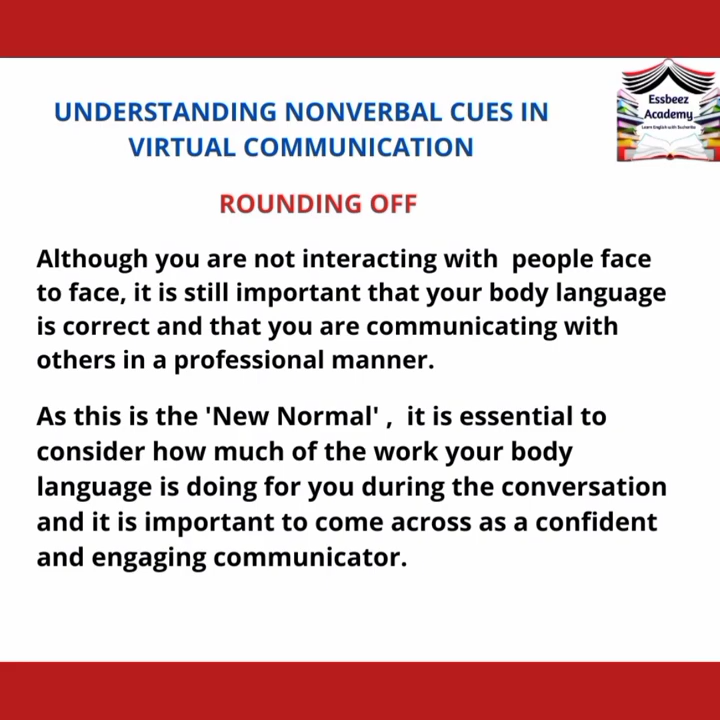 UNDERSTANDING NONVERBAL CUES IN
VIRTUAL COMMUNICATION
Essbeez
Academy
Learn English with Sucharita
ROUNDING OFF
Although you are not interacting with  people face
to face, it is still important that your body language
is correct and that you are communicating with
others in a professional manner.
As this is the 'New Normal' ,  it is essential to
consider how much of the work your body
language is doing for you during the conversation
and it is important to come across as a confident
and engaging communicator.